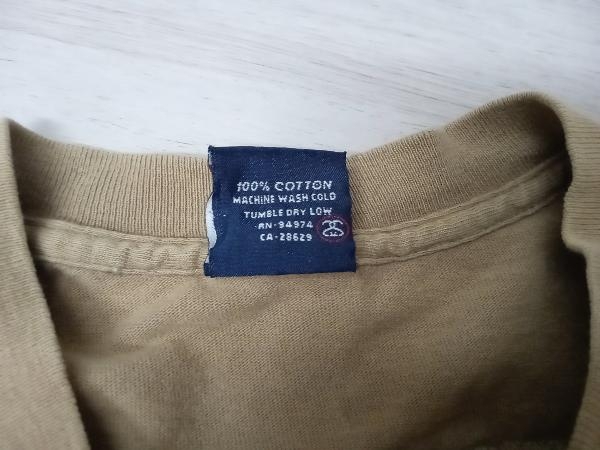 100% COTTON
MACHINE WASH COLD
TUMBLE DRY LOW
RN-94974
CA-28629